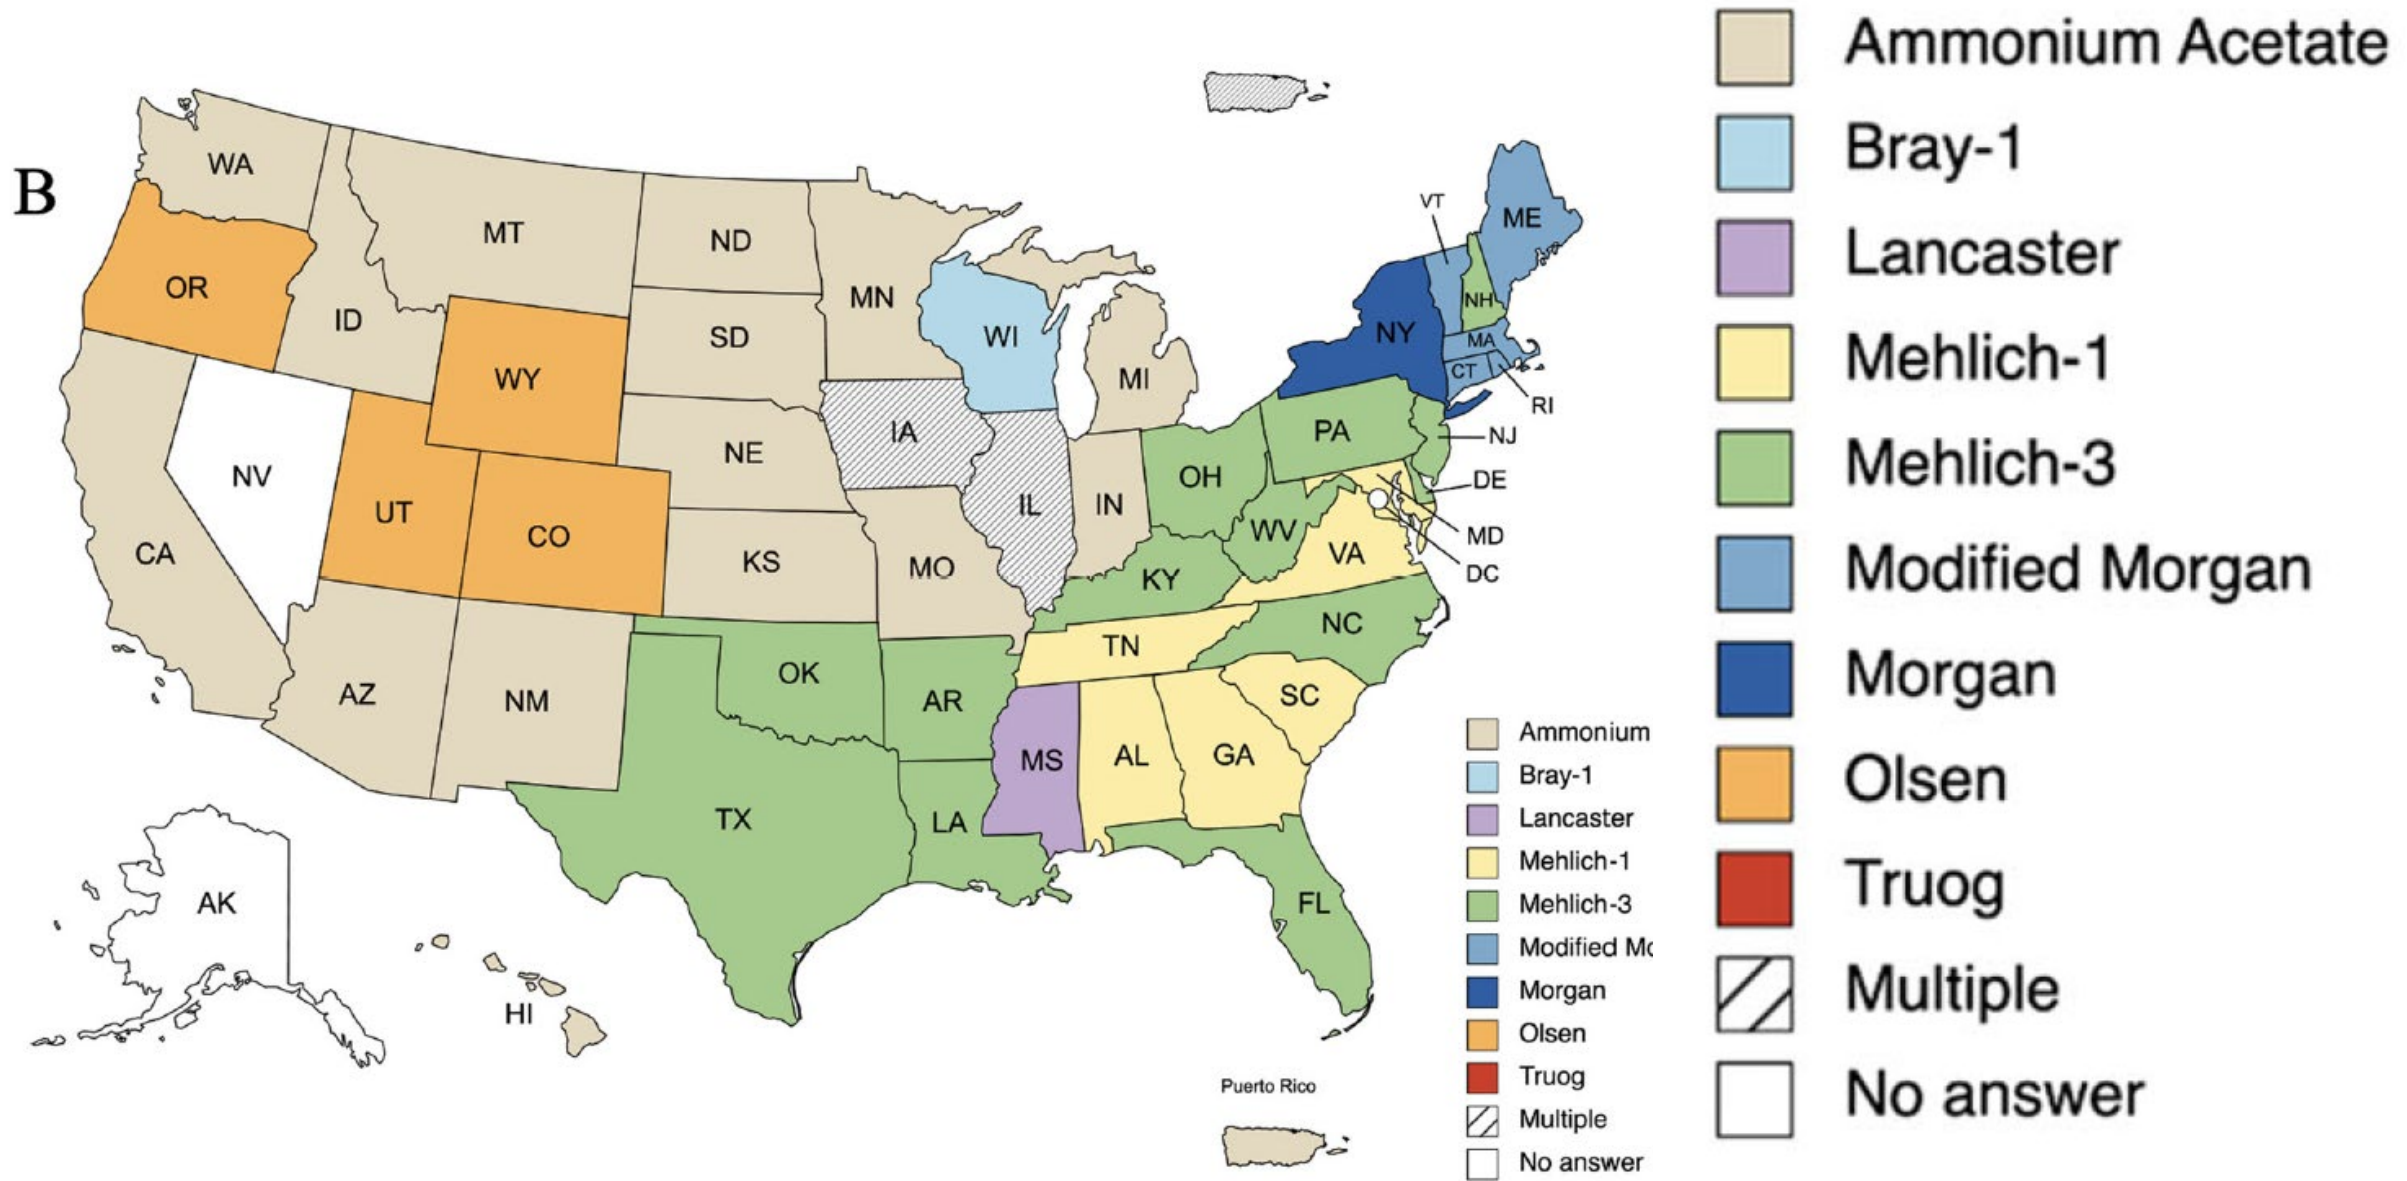 B
WA
MT
ND
MN
OR
ID
SD
WI
MI
WY
NE
IA
IL
IN
OH
PA
NY
VT
ME
NH
MA
CT
RI
NJ
DE
MD
DC
NV
UT
CO
KS
MO
KY
WV
VA
CA
AZ
NM
OK
AR
TN
NC
SC
MS
AL
GA
TX
LA
FL
AK
HI
Puerto Rico
Ammonium
Bray-1
Lancaster
Mehlich-1
Mehlich-3
Modified Mo
Morgan
Olsen
Truog
Multiple
No answer
Ammonium Acetate
Bray-1
Lancaster
Mehlich-1
Mehlich-3
Modified Morgan
Morgan
Olsen
Truog
Multiple
No answer